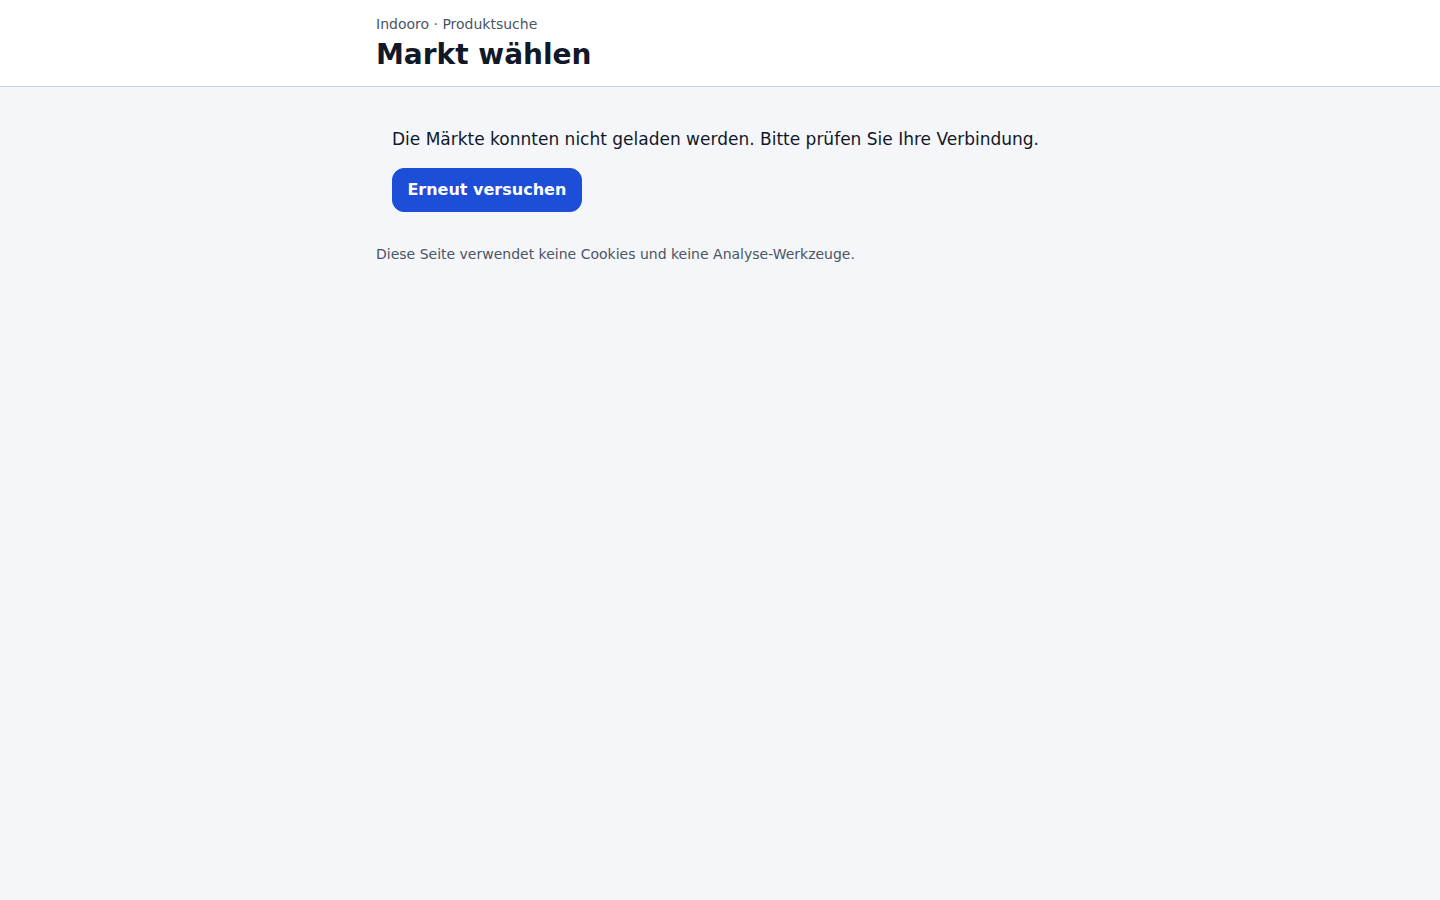 Indooro · Produktsuche
Markt wählen
Die Märkte konnten nicht geladen werden. Bitte prüfen Sie Ihre Verbindung.
Erneut versuchen
Diese Seite verwendet keine Cookies und keine Analyse-Werkzeuge.